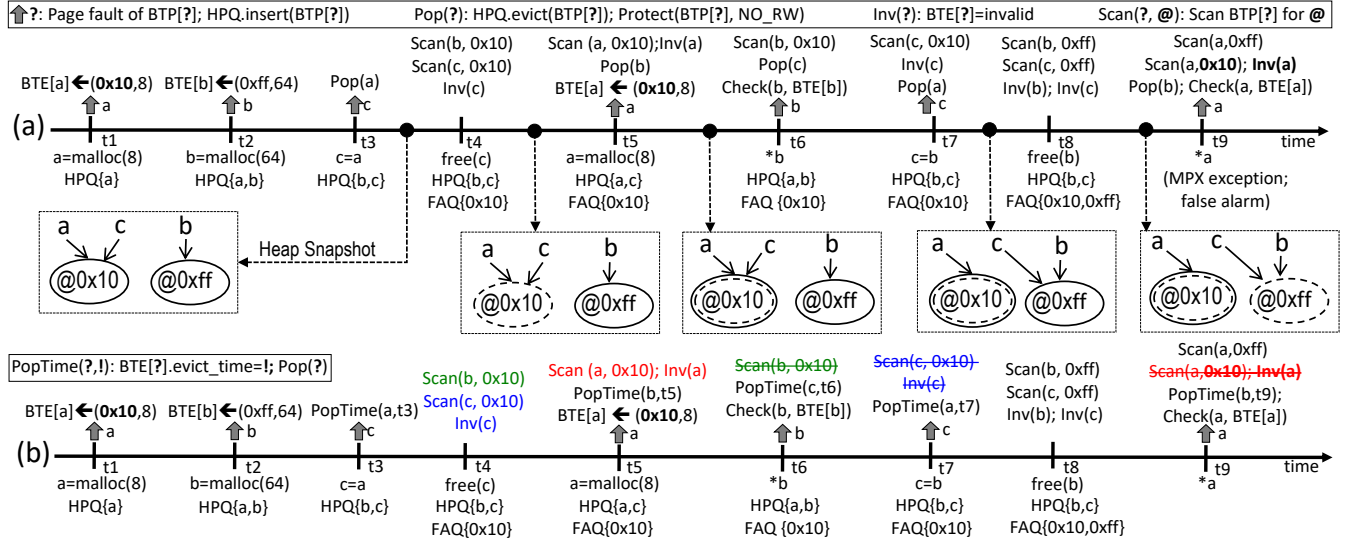 ?: Page fault of BTP[?]; HPQ.insert(BTP[?]) Pop(?): HPQ.evict(BTP[?]); Protect(BTP[?], NO_RW) Inv(?): BTE[?]=invalid Scan(?, @): Scan BTP[?] for @
(a)
BTE[a]🡰(0x10,8)
a
t1
a=malloc(8)
HPQ{a}
BTE[b]🡰(0xff,64)
b
t2
b=malloc(64)
HPQ{a,b}
Pop(a)
c
t3
c=a
HPQ{b,c}
Scan(b, 0x10)
Scan(c, 0x10)
Inv(c)
t4
free(c)
HPQ{b,c}
FAQ{0x10}
Scan (a, 0x10);Inv(a)
Pop(b)
BTE[a] 🡰 (0x10,8)
a
t5
a=malloc(8)
HPQ{a,c}
FAQ{0x10}
Scan(b, 0x10)
Pop(c)
Check(b, BTE[b])
b
t6
*b
HPQ{a,b}
FAQ {0x10}
Scan(c, 0x10)
Inv(c)
Pop(a)
c
t7
c=b
HPQ{b,c}
FAQ{0x10}
Scan(b, 0xff)
Scan(c, 0xff)
Inv(b); Inv(c)
t8
free(b)
HPQ{b,c}
FAQ{0x10,0xff}
Scan(a,0xff)
Scan(a,0x10); Inv(a)
Pop(b); Check(a, BTE[a])
a
t9
*a
(MPX exception;
false alarm)
time
a c b
@0x10 @0xff
Heap Snapshot
a c b
@0x10 @0xff
a c b
@0x10 @0xff
a c b
@0x10 @0xff
a c b
@0x10 @0xff
PopTime(?,!): BTE[?].evict_time=!; Pop(?)
(b)
BTE[a]🡰(0x10,8)
a
t1
a=malloc(8)
HPQ{a}
BTE[b]🡰(0xff,64)
b
t2
b=malloc(64)
HPQ{a,b}
PopTime(a,t3)
c
t3
c=a
HPQ{b,c}
Scan(b, 0x10)
Scan(c, 0x10)
Inv(c)
t4
free(c)
HPQ{b,c}
FAQ{0x10}
Scan (a, 0x10); Inv(a)
PopTime(b,t5)
BTE[a] 🡰 (0x10,8)
a
t5
a=malloc(8)
HPQ{a,c}
FAQ{0x10}
Scan(b, 0x10)
PopTime(c,t6)
Check(b, BTE[b])
b
t6
*b
HPQ{a,b}
FAQ {0x10}
Scan(c, 0x10)
Inv(c)
PopTime(a,t7)
c
t7
c=b
HPQ{b,c}
FAQ{0x10}
Scan(b, 0xff)
Scan(c, 0xff)
Inv(b); Inv(c)
t8
free(b)
HPQ{b,c}
FAQ{0x10,0xff}
Scan(a,0xff)
Scan(a,0x10); Inv(a)
PopTime(b,t9);
Check(a, BTE[a])
a
t9
*a
time